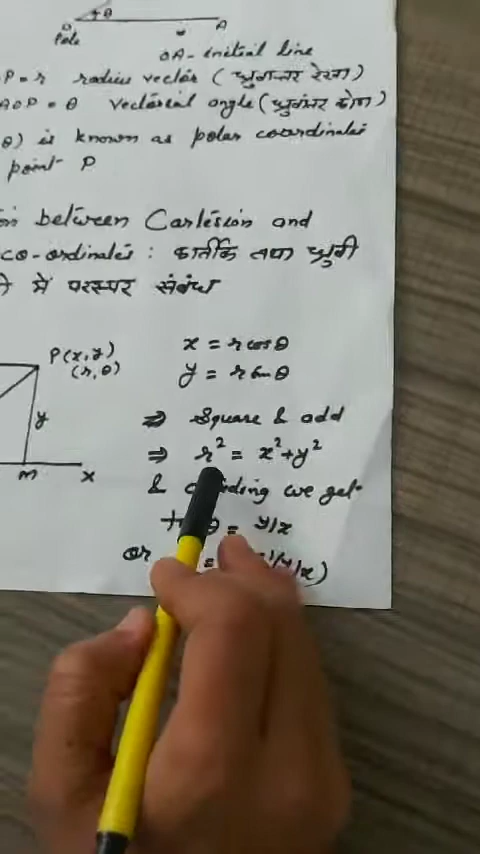 θ
Pole A
OA - initial line
P = r radius vector (ध्रुवान्तर रेखा)
AOP = θ Vectorial angle (ध्रुवांतर कोण)
θ) is known as polar coordinates
point P
between Cartesion and
co-ordinates : कार्तीक तथा ध्रुवी
में परस्पर संबंध
x = r cosθ
P(x,y)
(r,θ)
y = r sinθ
y
⇒ Square & add
⇒ r² = x²+y²
m x
& we get
= y/x
or = (y/x)